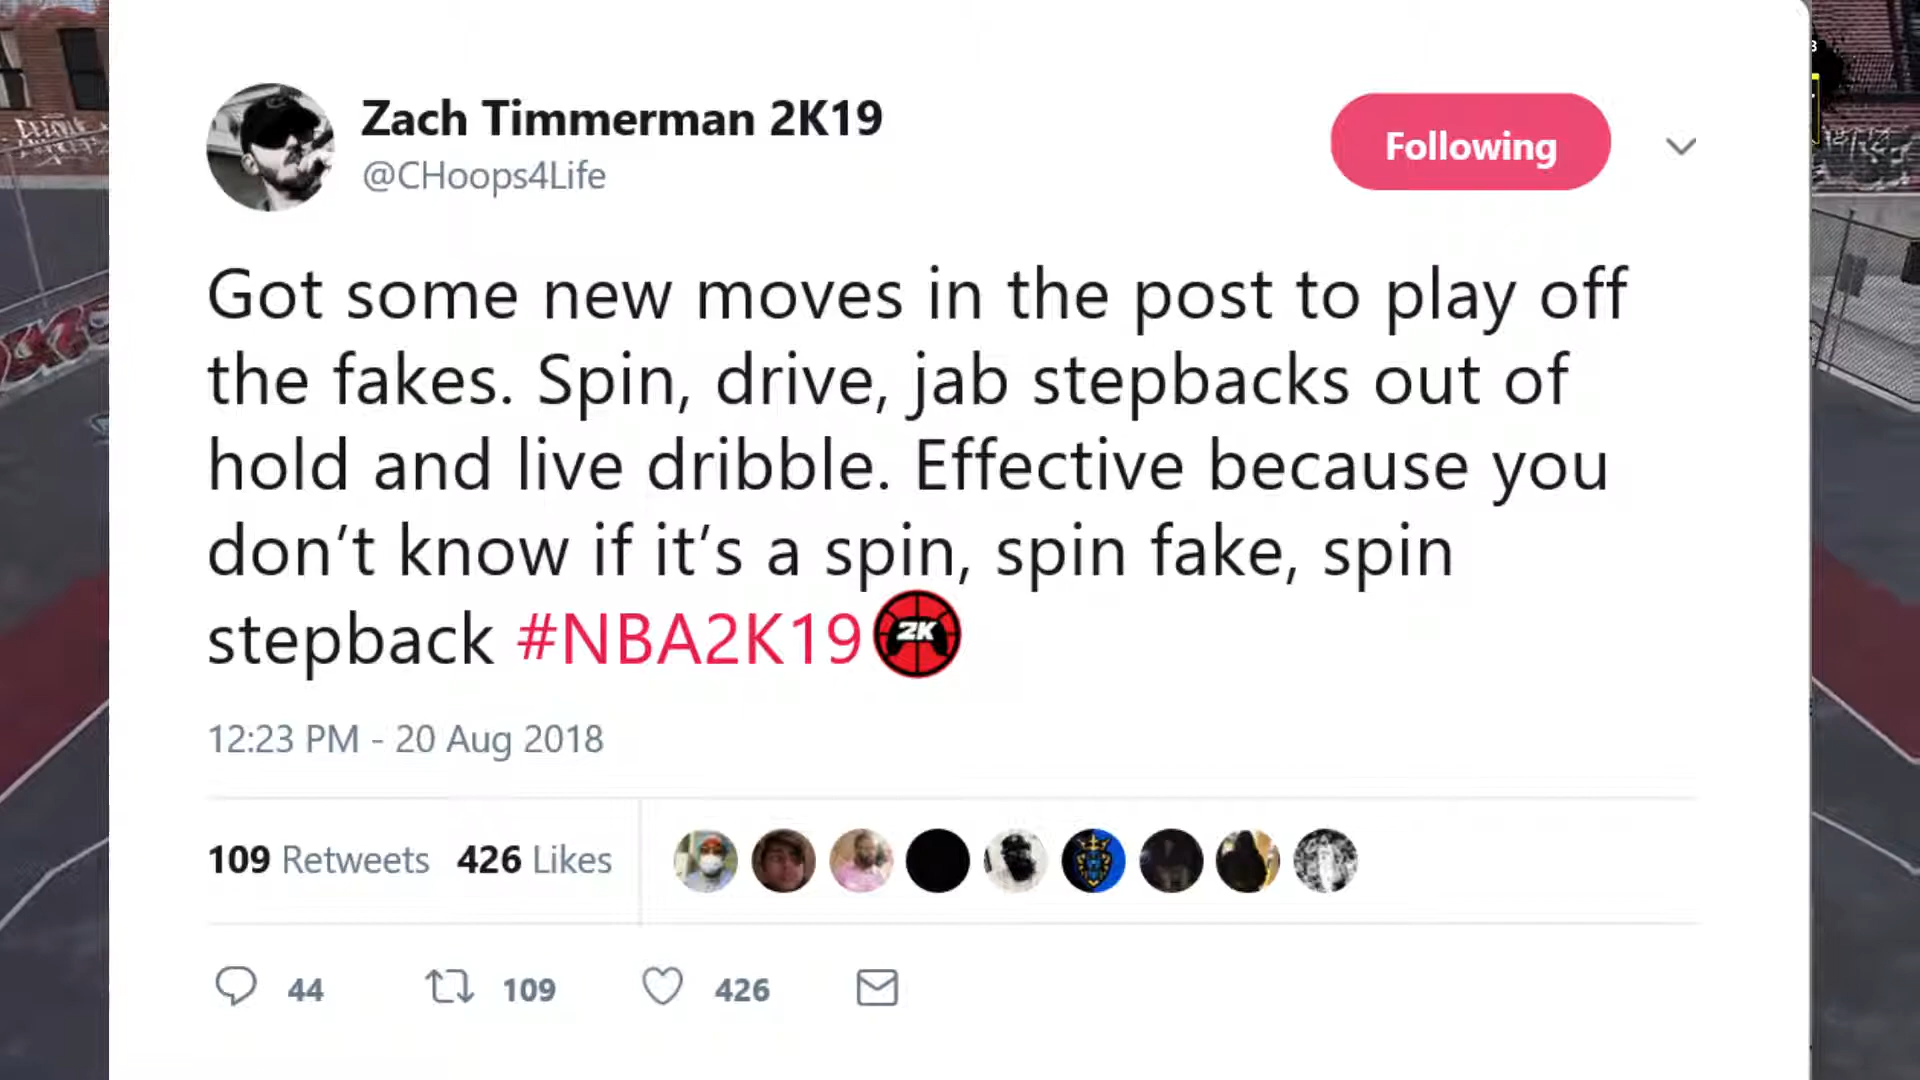 Zach Timmerman 2K19
@CHoops4Life
Following
Got some new moves in the post to play off
the fakes. Spin, drive, jab stepbacks out of
hold and live dribble. Effective because you
don’t know if it’s a spin, spin fake, spin
stepback #NBA2K19
2K
12:23 PM - 20 Aug 2018
109 Retweets 426 Likes
44 109 426